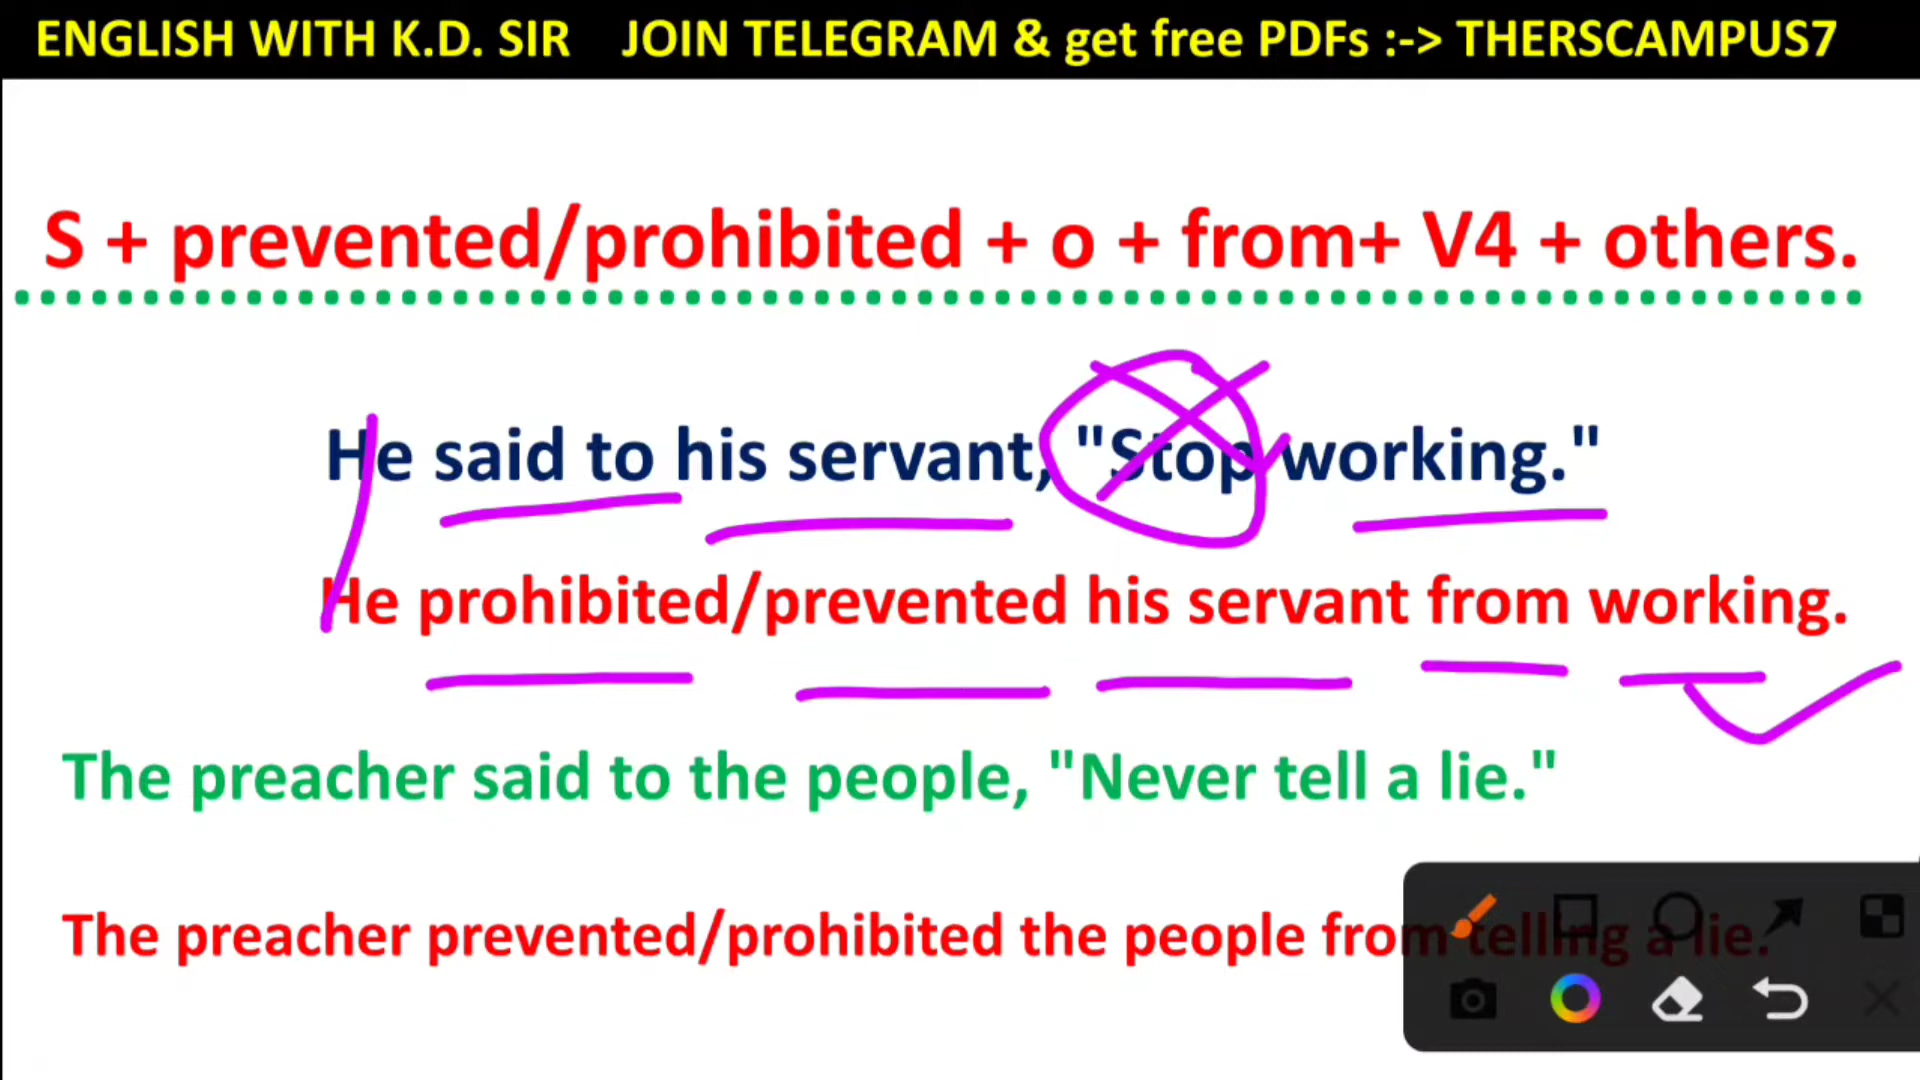 ENGLISH WITH K.D. SIR JOIN TELEGRAM & get free PDFs :-> THERSCAMPUS7
S + prevented/prohibited + o + from+ V4 + others.
He said to his servant, "Stop working."
He prohibited/prevented his servant from working.
The preacher said to the people, "Never tell a lie."
The preacher prevented/prohibited the people from telling a lie.